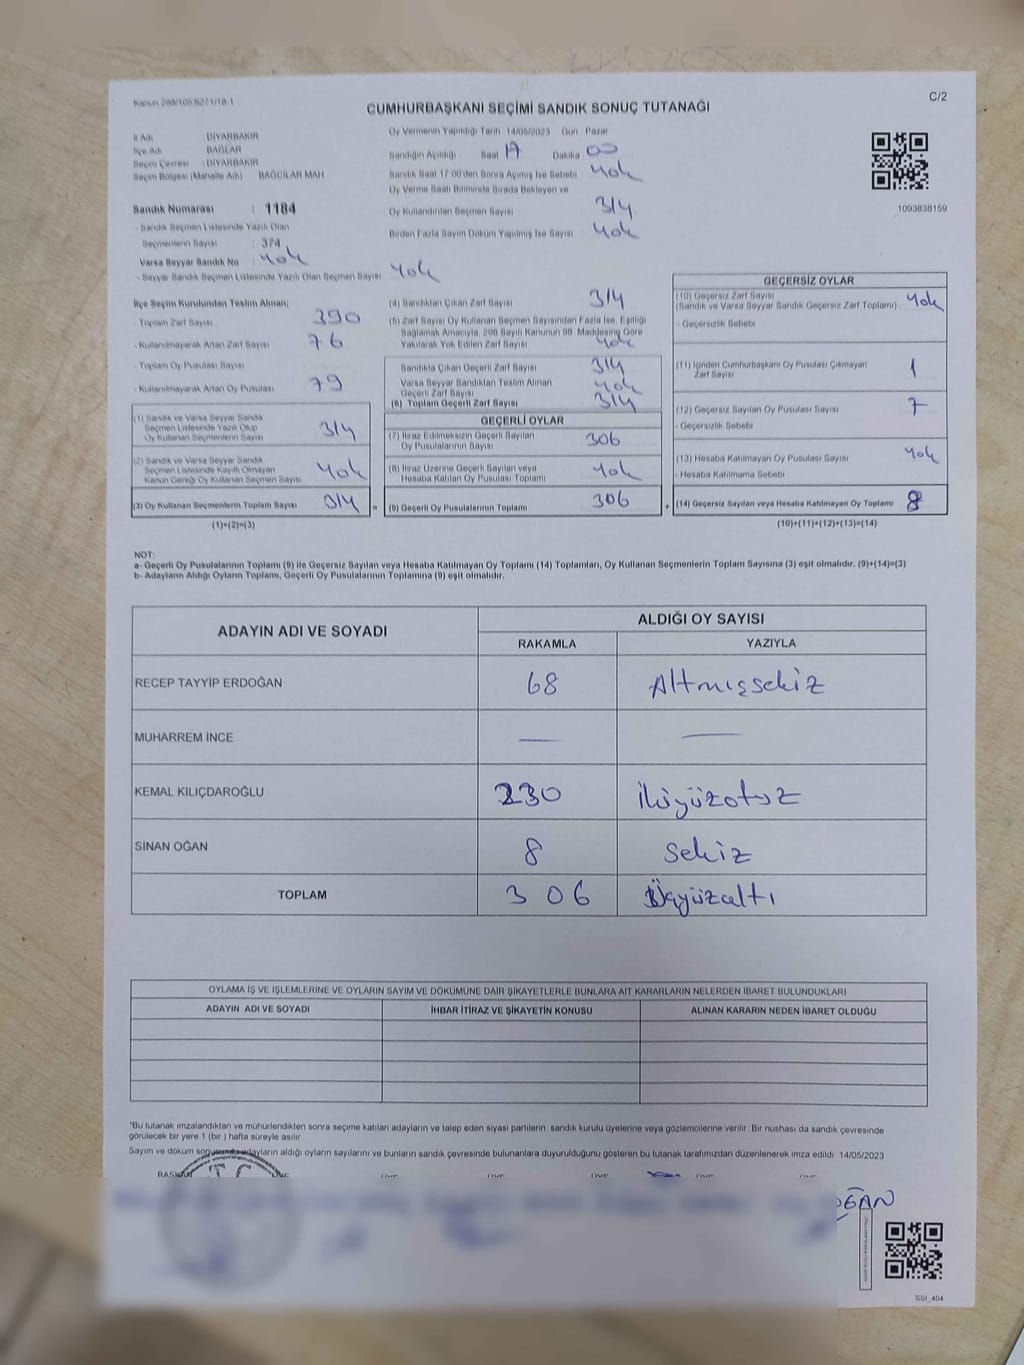 Kanun 298/108 6271/18-1
C/2
CUMHURBAŞKANI SEÇİMİ SANDIK SONUÇ TUTANAĞI
İl Adı DİYARBAKIR
İlçe Adı BAĞLAR
Seçim Çevresi : DİYARBAKIR
Seçim Bölgesi (Mahalle Adı) BAĞCILAR MAH
Sandık Numarası : 1184
- Sandık Seçmen Listesinde Yazılı Olan
Seçmenlerin Sayısı : 374
Varsa Seyyar Sandık No : Yok
- Seyyar Sandık Seçmen Listesinde Yazılı Olan Seçmen Sayısı Yok
Oy Vermenin Yapıldığı Tarih 14/05/2023 Gün Pazar
Sandığın Açıldığı Saat 17 Dakika 00
Sandık Saat 17:00'den Sonra Açılmış İse Sebebi Yok
Oy Verme Saati Bitiminde Sırada Bekleyen ve
Oy Kullandırılan Seçmen Sayısı 314
Birden Fazla Sayım Döküm Yapılmış İse Sayısı Yok
1093838159
İlçe Seçim Kurulundan Teslim Alınan;
- Toplam Zarf Sayısı 390
- Kullanılmayarak Artan Zarf Sayısı 76
- Toplam Oy Pusulası Sayısı
- Kullanılmayarak Artan Oy Pusulası 79
(1) Sandık ve Varsa Seyyar Sandık
Seçmen Listesinde Yazılı Olup
Oy Kullanan Seçmenlerin Sayısı 314
(2) Sandık ve Varsa Seyyar Sandık
Seçmen Listesinde Kayıtlı Olmayan
Kanun Gereği Oy Kullanan Seçmen Sayısı Yok
(3) Oy Kullanan Seçmenlerin Toplam Sayısı 314 =
(1)+(2)=(3)
(4) Sandıktan Çıkan Zarf Sayısı 314
(5) Zarf Sayısı Oy Kullanan Seçmen Sayısından Fazla İse, Eşitliği
Sağlamak Amacıyla, 298 Sayılı Kanunun 98. Maddesine Göre
Yakılarak Yok Edilen Zarf Sayısı Yok
Sandıkta Çıkan Geçerli Zarf Sayısı 314
Varsa Seyyar Sandıktan Teslim Alınan
Geçerli Zarf Sayısı Yok
(6) Toplam Geçerli Zarf Sayısı 314
GEÇERLİ OYLAR
(7) İtiraz Edilmeksizin Geçerli Sayılan
Oy Pusulalarının Sayısı 306
(8) İtiraz Üzerine Geçerli Sayılan veya
Hesaba Katılan Oy Pusulası Toplamı Yok
(9) Geçerli Oy Pusulalarının Toplamı 306 +
GEÇERSİZ OYLAR
(10) Geçersiz Zarf Sayısı
(Sandık ve Varsa Seyyar Sandık Geçersiz Zarf Toplamı) Yok
- Geçersizlik Sebebi
(11) İçinden Cumhurbaşkanı Oy Pusulası Çıkmayan
Zarf Sayısı 1
(12) Geçersiz Sayılan Oy Pusulası Sayısı 7
- Geçersizlik Sebebi
(13) Hesaba Katılmayan Oy Pusulası Sayısı Yok
- Hesaba Katılmama Sebebi
(14) Geçersiz Sayılan veya Hesaba Katılmayan Oy Toplamı 8
(10)+(11)+(12)+(13)=(14)
NOT:
a- Geçerli Oy Pusulalarının Toplamı (9) ile Geçersiz Sayılan veya Hesaba Katılmayan Oy Toplamı (14) Toplamları, Oy Kullanan Seçmenlerin Toplam Sayısına (3) eşit olmalıdır. (9)+(14)=(3)
b- Adayların Aldığı Oyların Toplamı, Geçerli Oy Pusulalarının Toplamına (9) eşit olmalıdır.
ADAYIN ADI VE SOYADI
ALDIĞI OY SAYISI
RAKAMLA YAZIYLA
RECEP TAYYİP ERDOĞAN 68 Altmışsekiz
MUHARREM İNCE — —
KEMAL KILIÇDAROĞLU 230 İkiyüzotuz
SİNAN OĞAN 8 Sekiz
TOPLAM 306 Üçyüzaltı
OYLAMA İŞ VE İŞLEMLERİNE VE OYLARIN SAYIM VE DÖKÜMÜNE DAİR ŞİKAYETLERLE BUNLARA AİT KARARLARIN NELERDEN İBARET BULUNDUKLARI
ADAYIN ADI VE SOYADI İHBAR İTİRAZ VE ŞİKAYETİN KONUSU ALINAN KARARIN NEDEN İBARET OLDUĞU
*Bu tutanak imzalandıktan ve mühürlendikten sonra seçime katılan adayların ve talep eden siyasi partilerin sandık kurulu üyelerine veya gözlemcilerine verilir. Bir nüshası da sandık çevresinde
görülecek bir yere 1 (bir) hafta süreyle asılır
Sayım ve döküm sonucunda adayların aldığı oyların sayılarını ve bunların sandık çevresinde bulunanlara duyurulduğunu gösteren bu tutanak tarafımızdan düzenlenerek imza edildi 14/05/2023
BAŞKAN
T C
SSI_404